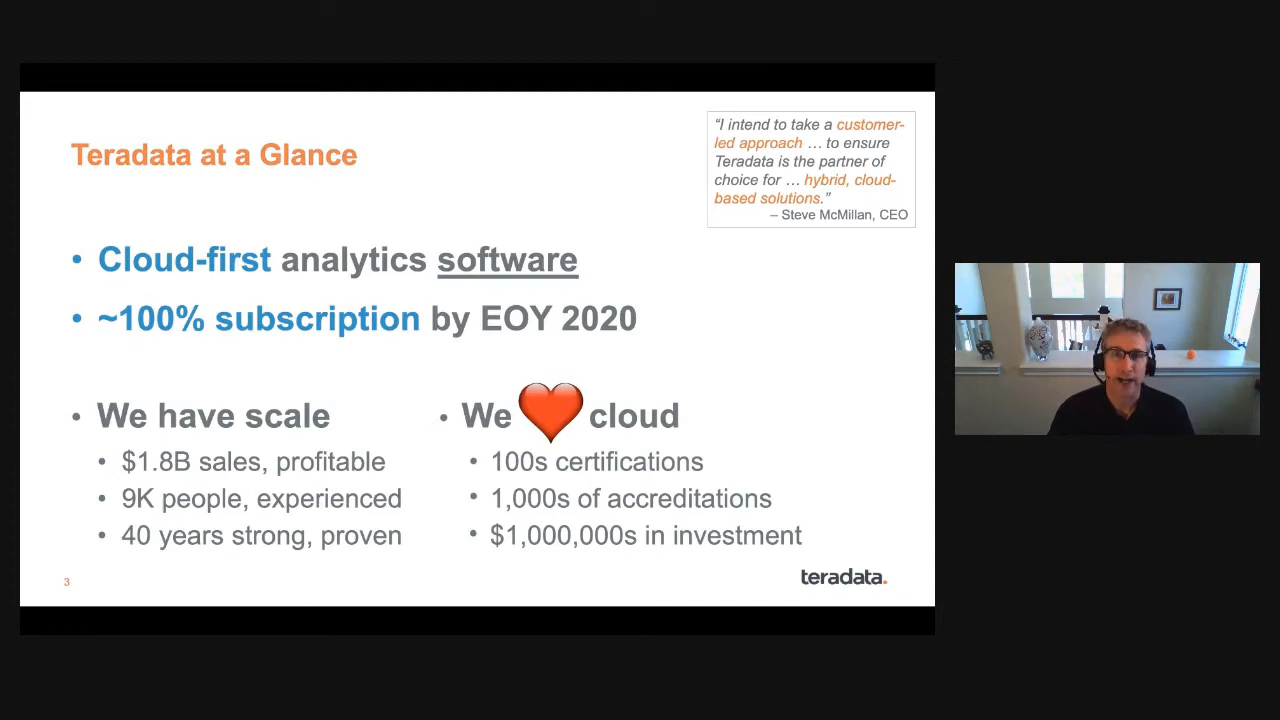 Teradata at a Glance
“I intend to take a customer-
led approach … to ensure
Teradata is the partner of
choice for … hybrid, cloud-
based solutions.”
– Steve McMillan, CEO
• Cloud-first analytics software
• ~100% subscription by EOY 2020
• We have scale
• $1.8B sales, profitable
• 9K people, experienced
• 40 years strong, proven
• We ❤️ cloud
• 100s certifications
• 1,000s of accreditations
• $1,000,000s in investment
3
teradata.